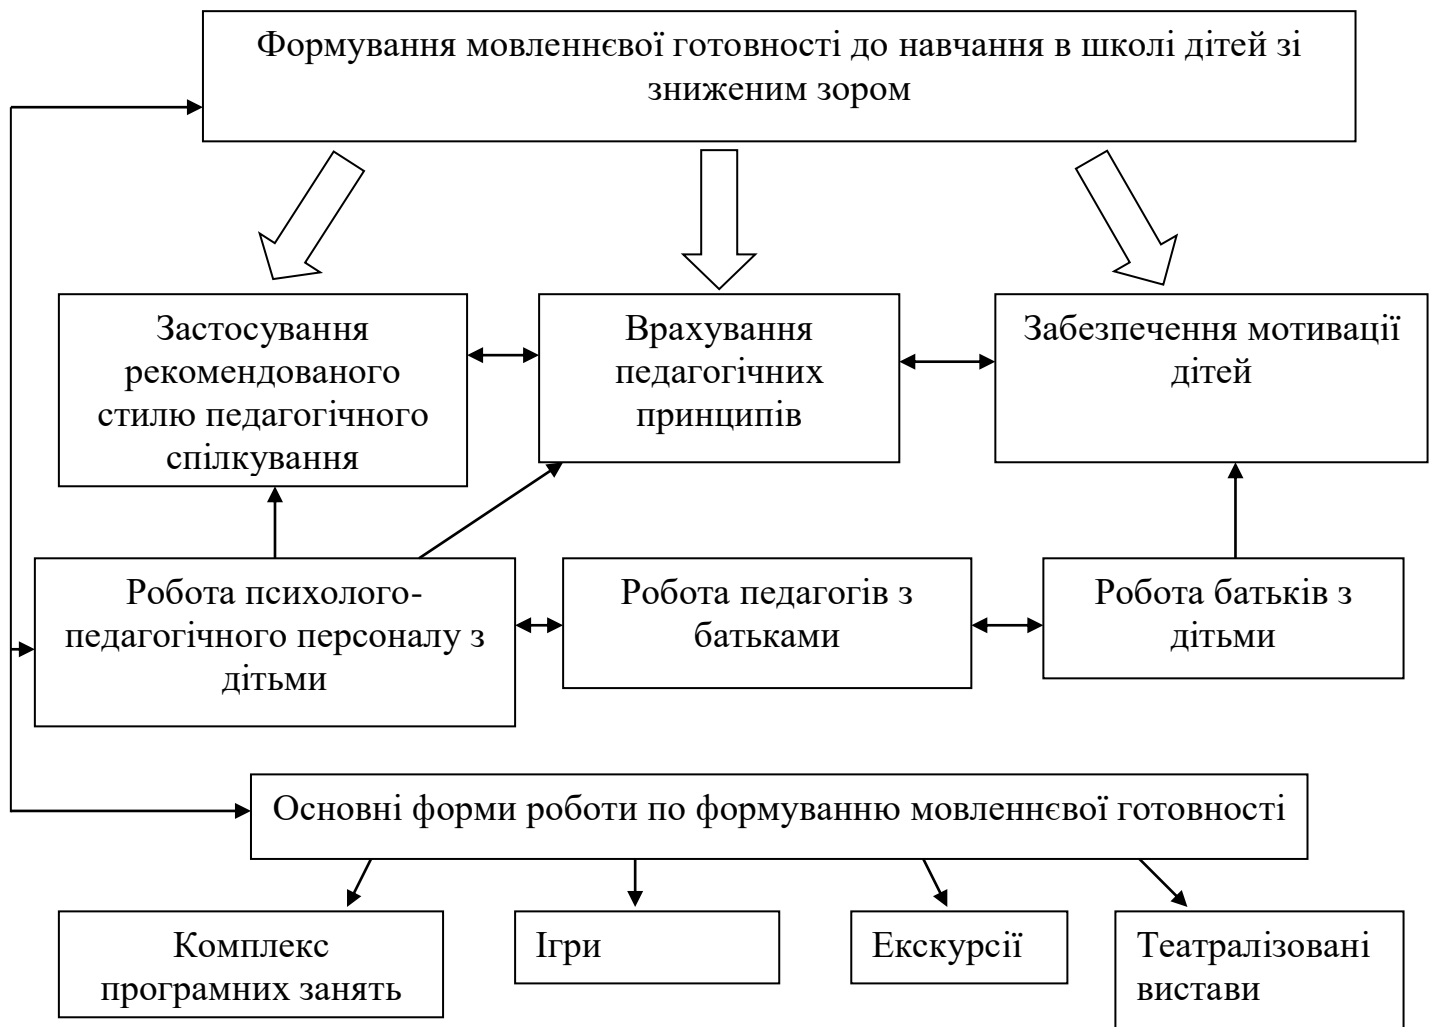 Формування мовленнєвої готовності до навчання в школі дітей зі
зниженим зором
Застосування
рекомендованого
стилю педагогічного
спілкування
Врахування
педагогічних
принципів
Забезпечення мотивації
дітей
Робота психолого-
педагогічного персоналу з
дітьми
Робота педагогів з
батьками
Робота батьків з
дітьми
Основні форми роботи по формуванню мовленнєвої готовності
Комплекс
програмних занять
Ігри
Екскурсії
Театралізовані
вистави